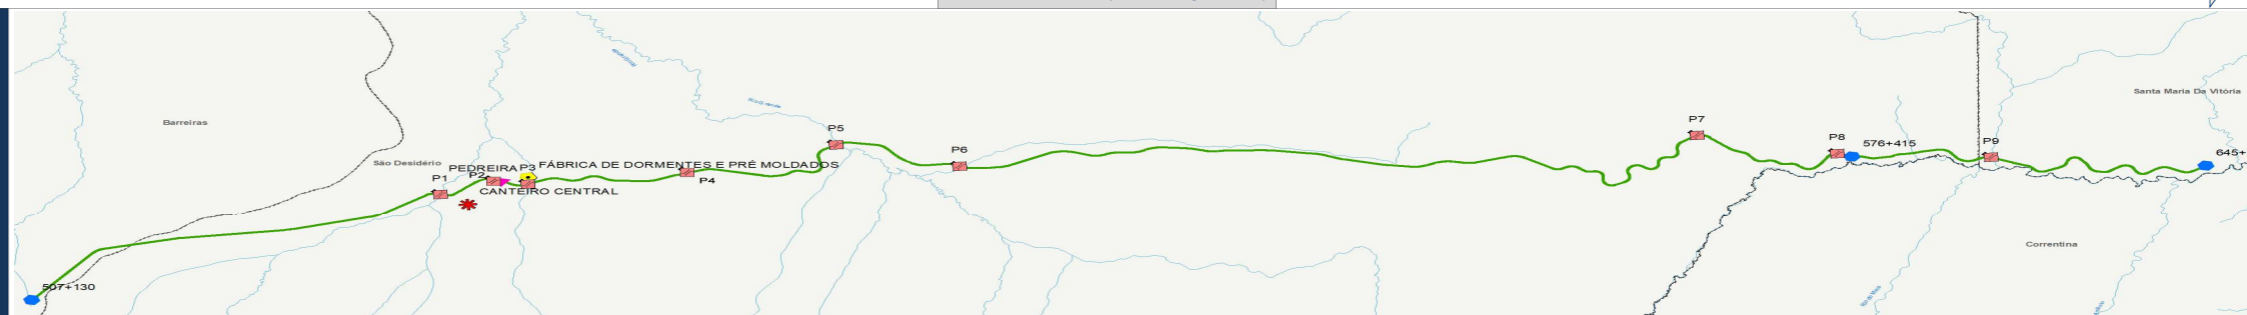 Barreiras
São Desidério
PEDREIRA
P1
P2
P3
FÁBRICA DE DORMENTES E PRÉ MOLDADOS
CANTEIRO CENTRAL
P4
P5
P6
P7
P8
576+415
P9
Santa Maria Da Vitória
645+
Correntina
507+130